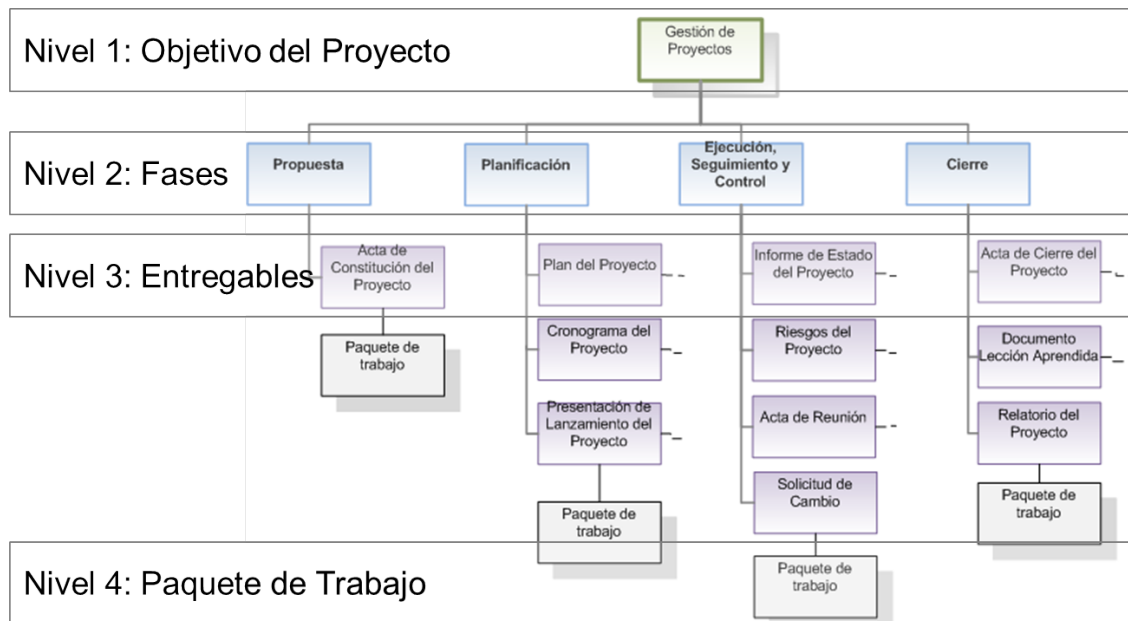 Nivel 1: Objetivo del Proyecto
Gestión de
Proyectos
Nivel 2: Fases
Propuesta
Planificación
Ejecución,
Seguimiento y
Control
Cierre
Nivel 3: Entregables
Acta de
Constitución del
Proyecto
Plan del Proyecto
Informe de Estado
del Proyecto
Acta de Cierre del
Proyecto
Paquete de
trabajo
Cronograma del
Proyecto
Riesgos del
Proyecto
Documento
Lección Aprendida
Presentación de
Lanzamiento del
Proyecto
Acta de Reunión
Relatorio del
Proyecto
Paquete de
trabajo
Solicitud de
Cambio
Paquete de
trabajo
Nivel 4: Paquete de Trabajo
Paquete de
trabajo